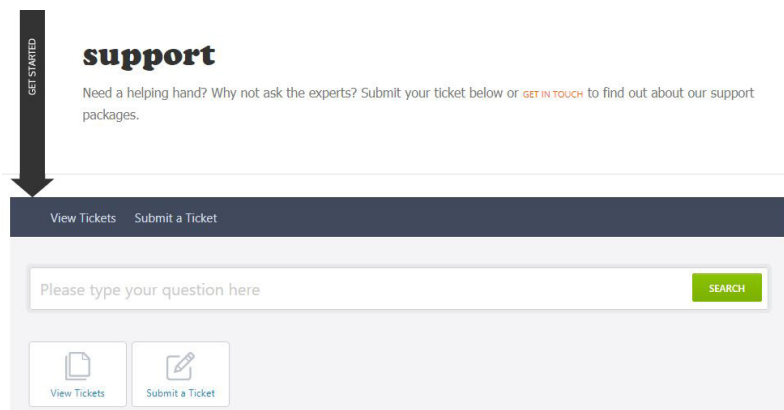 GET STARTED
support
Need a helping hand? Why not ask the experts? Submit your ticket below or GET IN TOUCH to find out about our support
packages.
View Tickets Submit a Ticket
Please type your question here
SEARCH
View Tickets Submit a Ticket